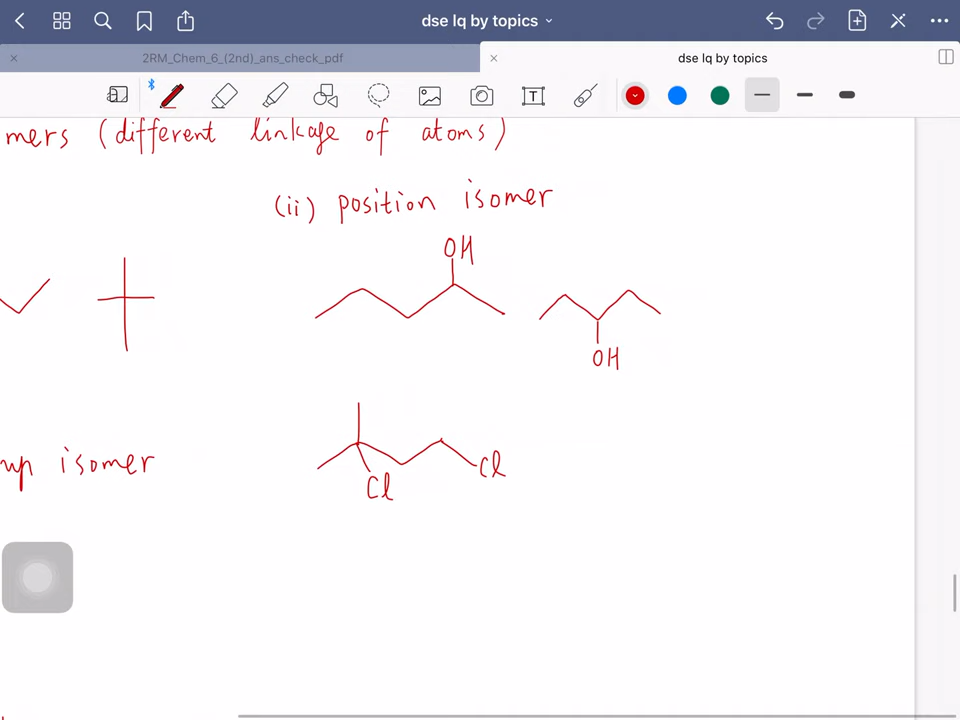 dse lq by topics
2RM_Chem_6_(2nd)_ans_check_pdf
dse lq by topics
T
mers (different linkage of atoms)
(ii) position isomer
OH
OH
up isomer
Cl
Cl